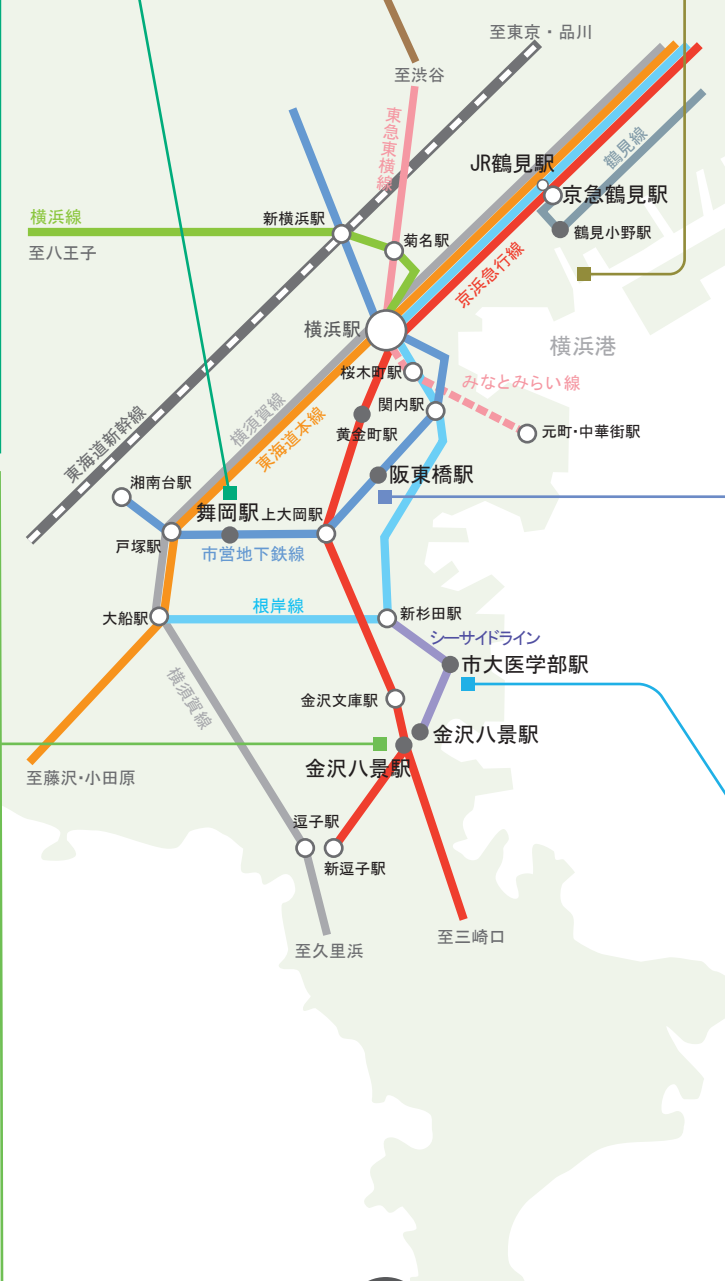 至東京・品川
至渋谷
東急東横線
鶴見線
JR鶴見駅
京急鶴見駅
横浜線
新横浜駅
鶴見小野駅
菊名駅
至八王子
京浜急行線
横浜駅
横浜港
桜木町駅
みなとみらい線
横須賀線
関内駅
東海道本線
黄金町駅
元町・中華街駅
東海道新幹線
阪東橋駅
湘南台駅
舞岡駅
上大岡駅
戸塚駅
市営地下鉄線
根岸線
大船駅
新杉田駅
シーサイドライン
市大医学部駅
横須賀線
金沢文庫駅
金沢八景駅
金沢八景駅
至藤沢・小田原
逗子駅
新逗子駅
至三崎口
至久里浜